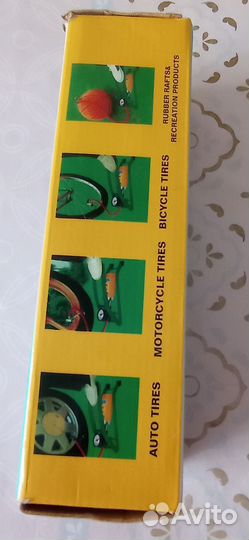 AUTO TIRES
MOTORCYCLE TIRES
BICYCLE TIRES
RUBBER RAFTS&
RECREATION PRODUCTS
Avito